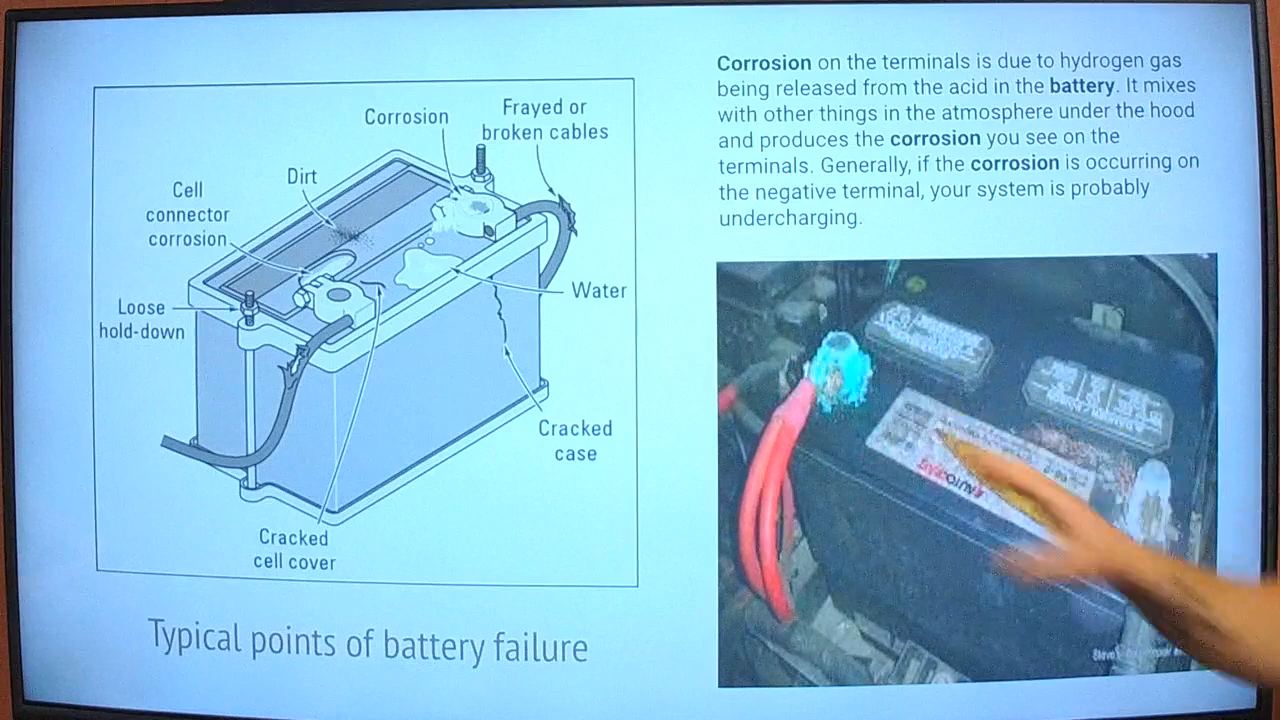 Corrosion
Frayed or
broken cables
Dirt
Cell
connector
corrosion
Water
Loose
hold-down
Cracked
case
Cracked
cell cover
Typical points of battery failure
Corrosion on the terminals is due to hydrogen gas
being released from the acid in the battery. It mixes
with other things in the atmosphere under the hood
and produces the corrosion you see on the
terminals. Generally, if the corrosion is occurring on
the negative terminal, your system is probably
undercharging.